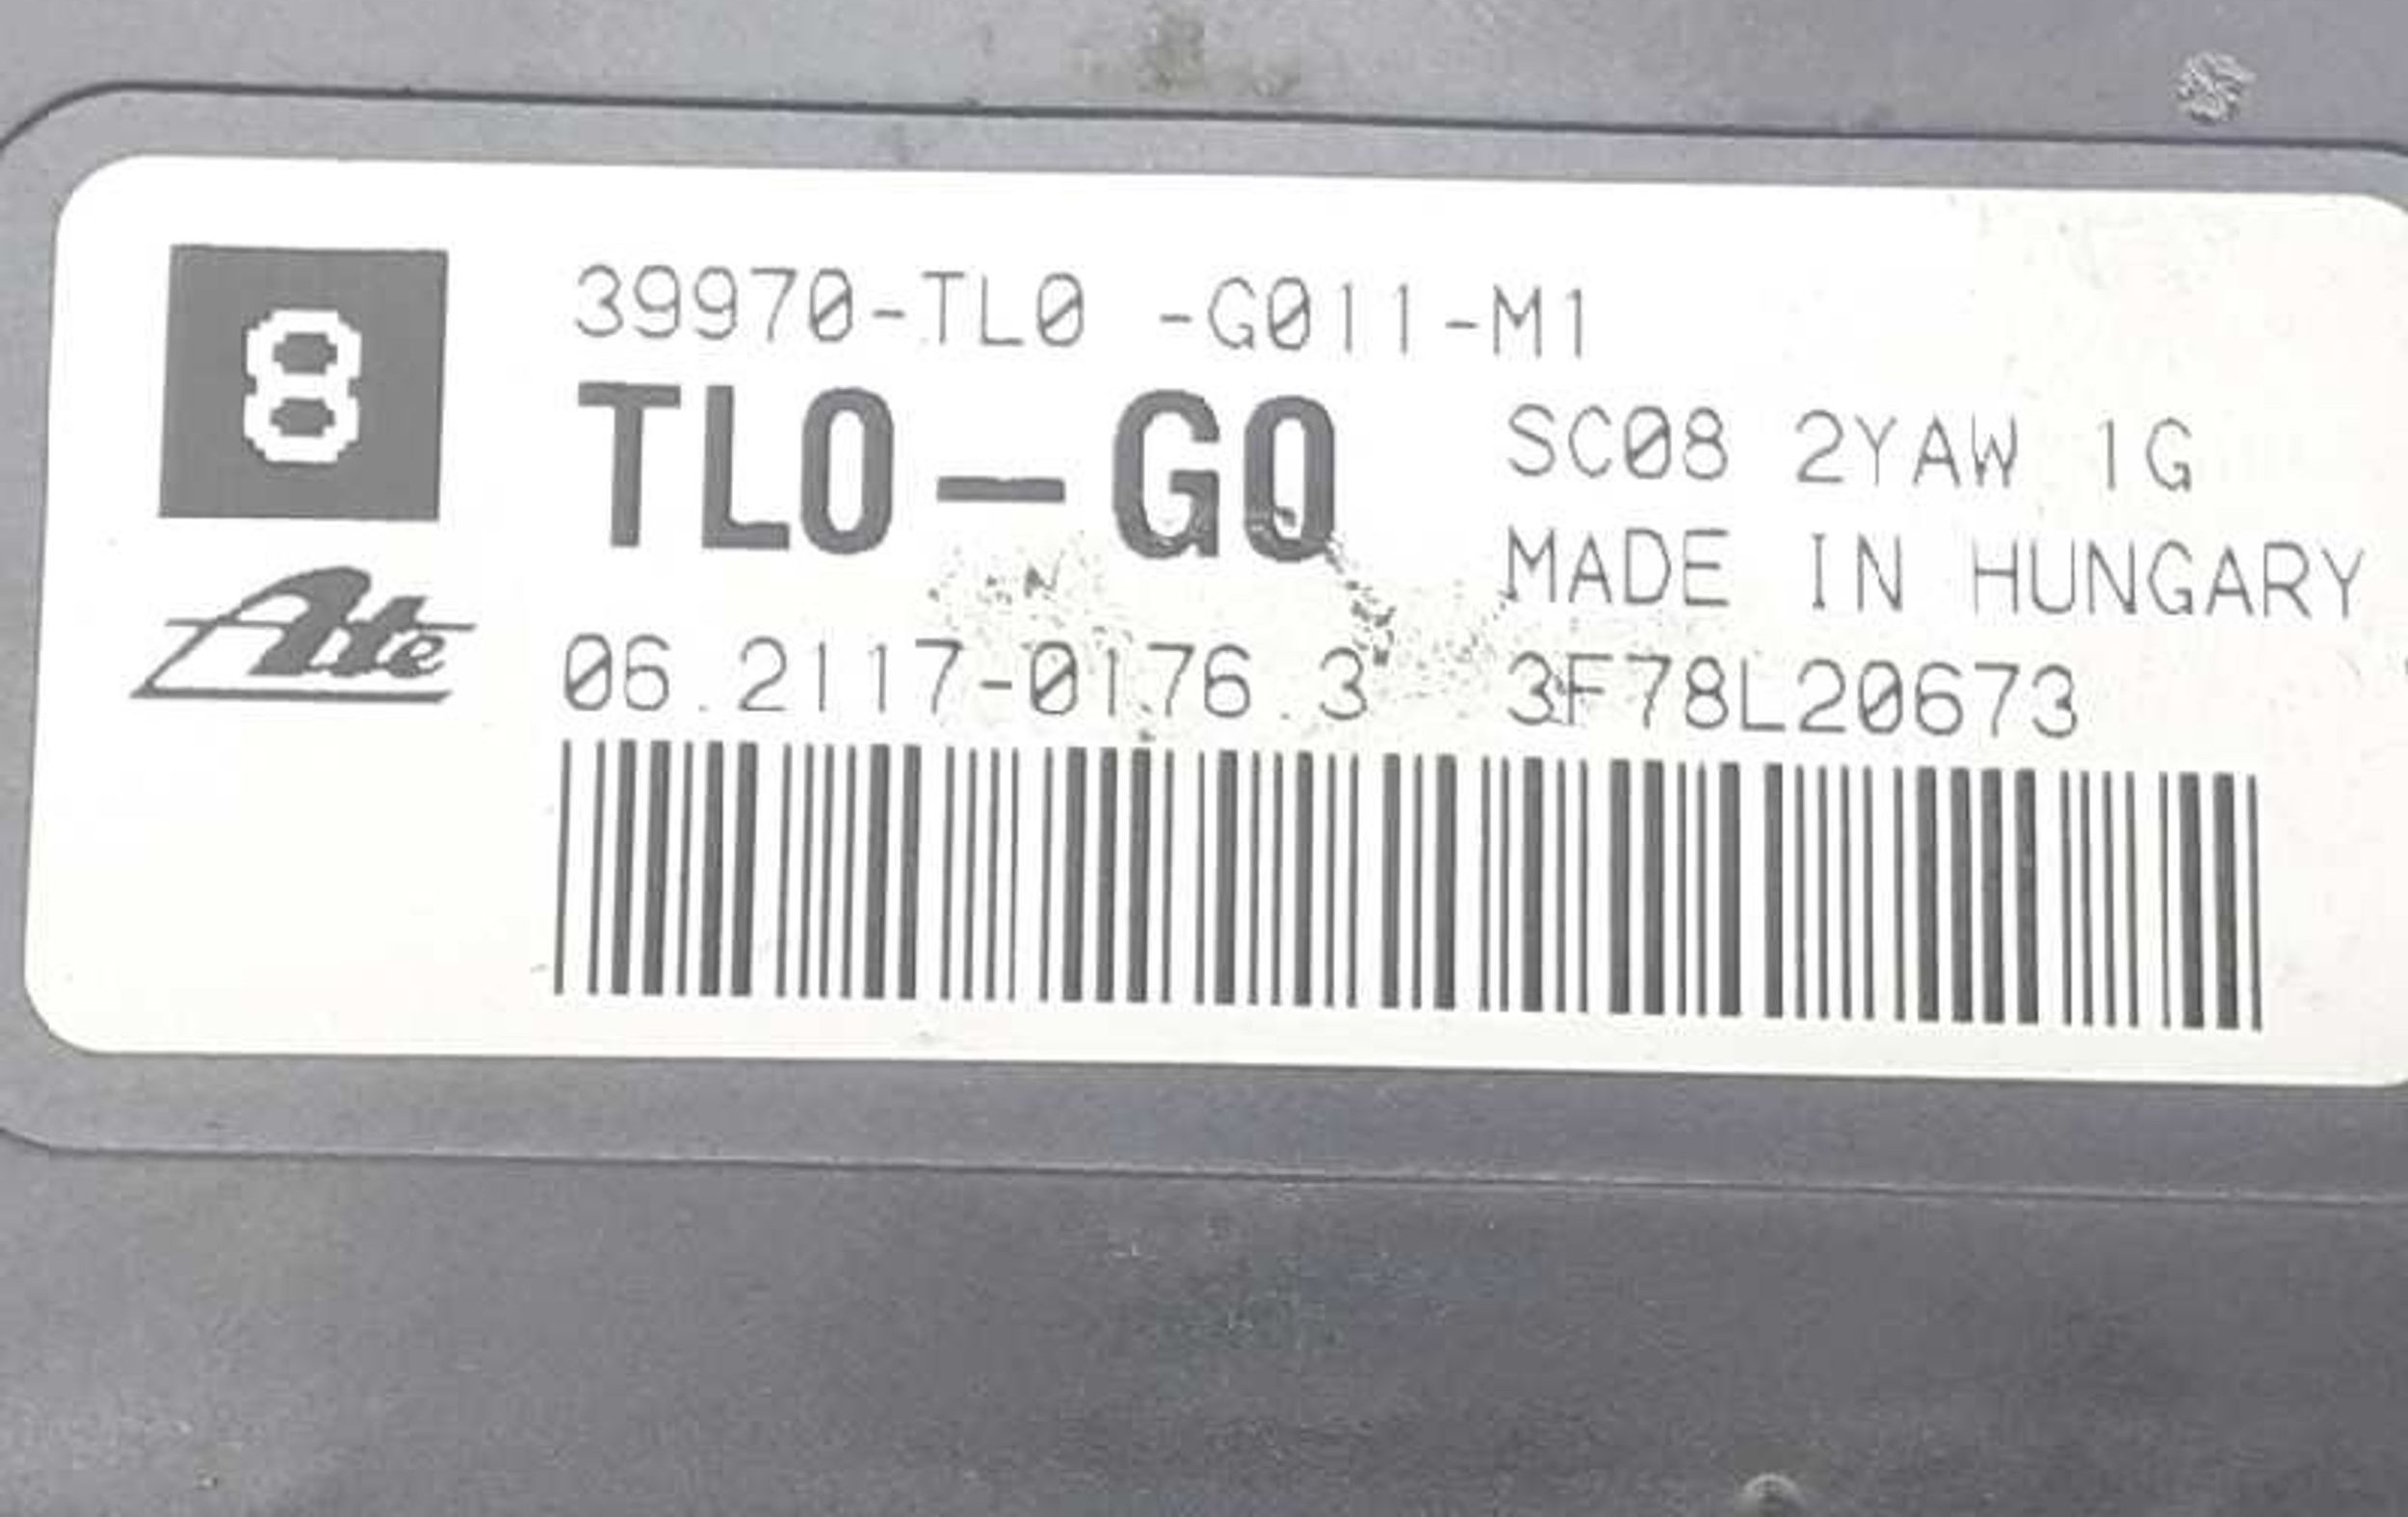 8
39970-TL0 -G011-M1
TL0-G0
SC08 2YAW 1G
MADE IN HUNGARY
Ate
06.2117-0176.3 3F78L20673